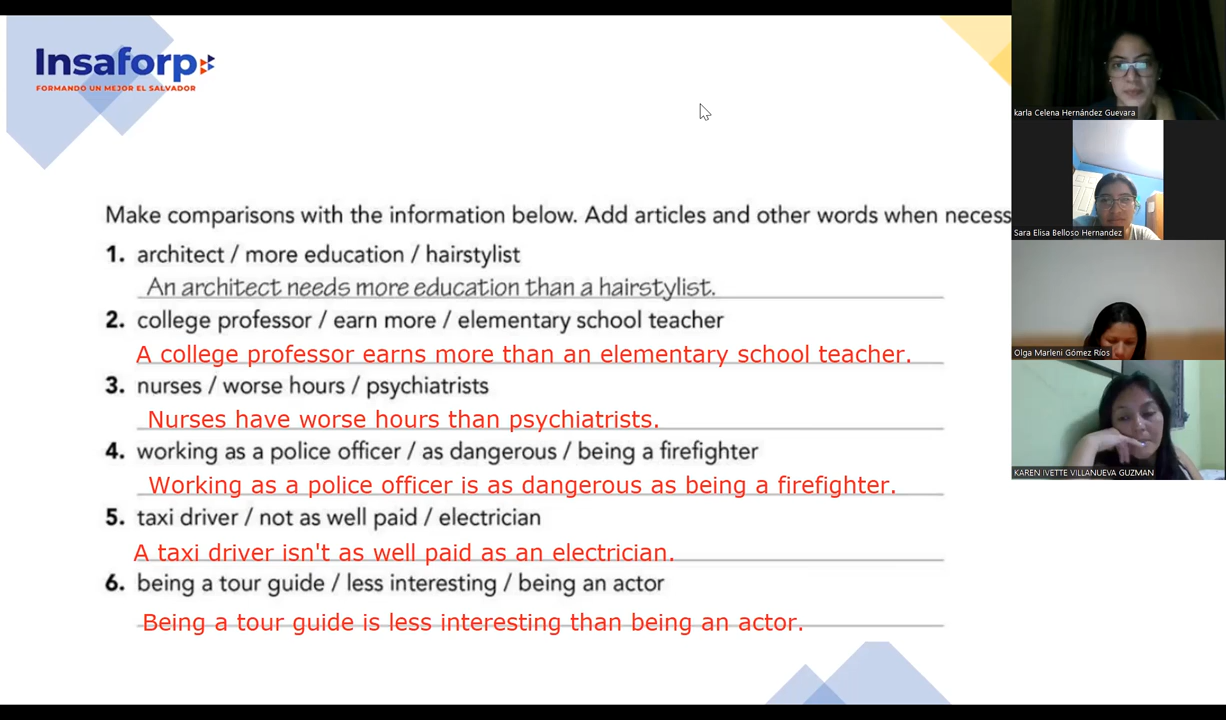 Insaforp
FORMANDO UN MEJOR EL SALVADOR
Make comparisons with the information below. Add articles and other words when necess
1. architect / more education / hairstylist
An architect needs more education than a hairstylist.
2. college professor / earn more / elementary school teacher
A college professor earns more than an elementary school teacher.
3. nurses / worse hours / psychiatrists
Nurses have worse hours than psychiatrists.
4. working as a police officer / as dangerous / being a firefighter
Working as a police officer is as dangerous as being a firefighter.
5. taxi driver / not as well paid / electrician
A taxi driver isn't as well paid as an electrician.
6. being a tour guide / less interesting / being an actor
Being a tour guide is less interesting than being an actor.
karla Celena Hernández Guevara
Sara Elisa Belloso Hernandez
Olga Marleni Gómez Ríos
KAREN IVETTE VILLANUEVA GUZMAN